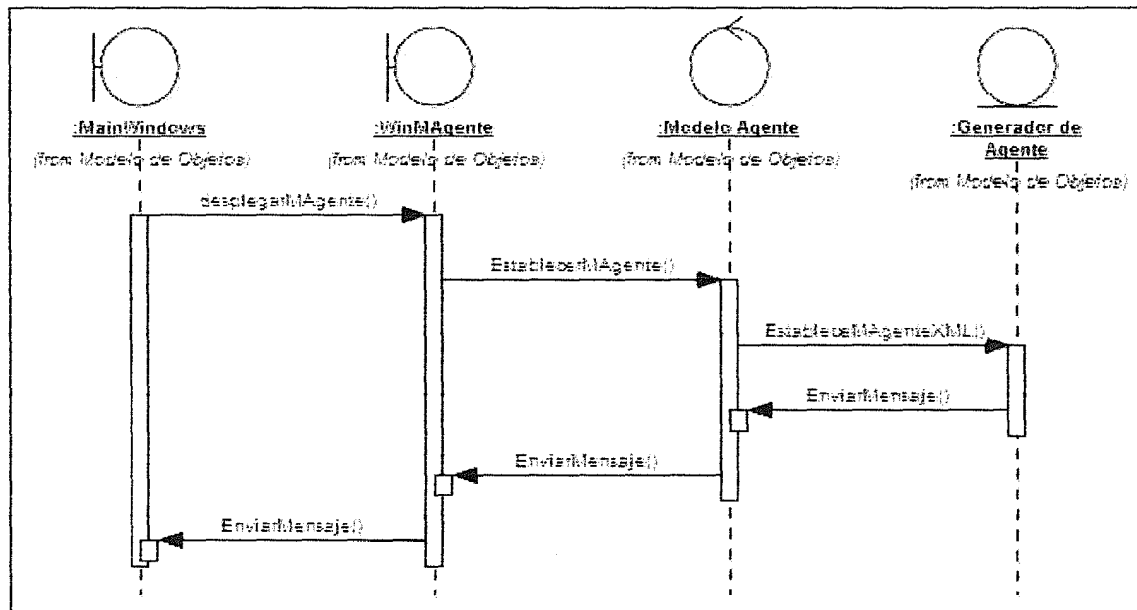 :MainWindows
:WinMAgente
:Modelo Agente
:Generador de
Agente
(from Modelo de Objetos)
(from Modelo de Objetos)
(from Modelo de Objetos)
(from Modelo de Objetos)
desplegarMAgente()
EstablecerMAgente()
EstableceMAgenteXML()
EnviarMensaje()
EnviarMensaje()
EnviarMensaje()